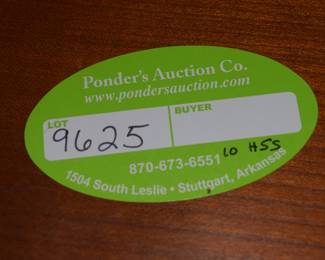 Ponder's Auction Co.
www.pondersauction.com
LOT BUYER
9625
870-673-6551 10 HSS
1504 South Leslie • Stuttgart, Arkansas